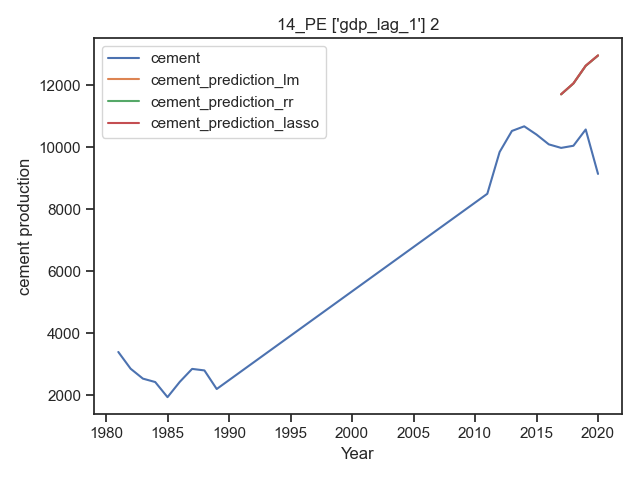 14_PE ['gdp_lag_1'] 2
cement
cement_prediction_lm
cement_prediction_rr
cement_prediction_lasso
cement production
12000
10000
8000
6000
4000
2000
1980 1985 1990 1995 2000 2005 2010 2015 2020
Year